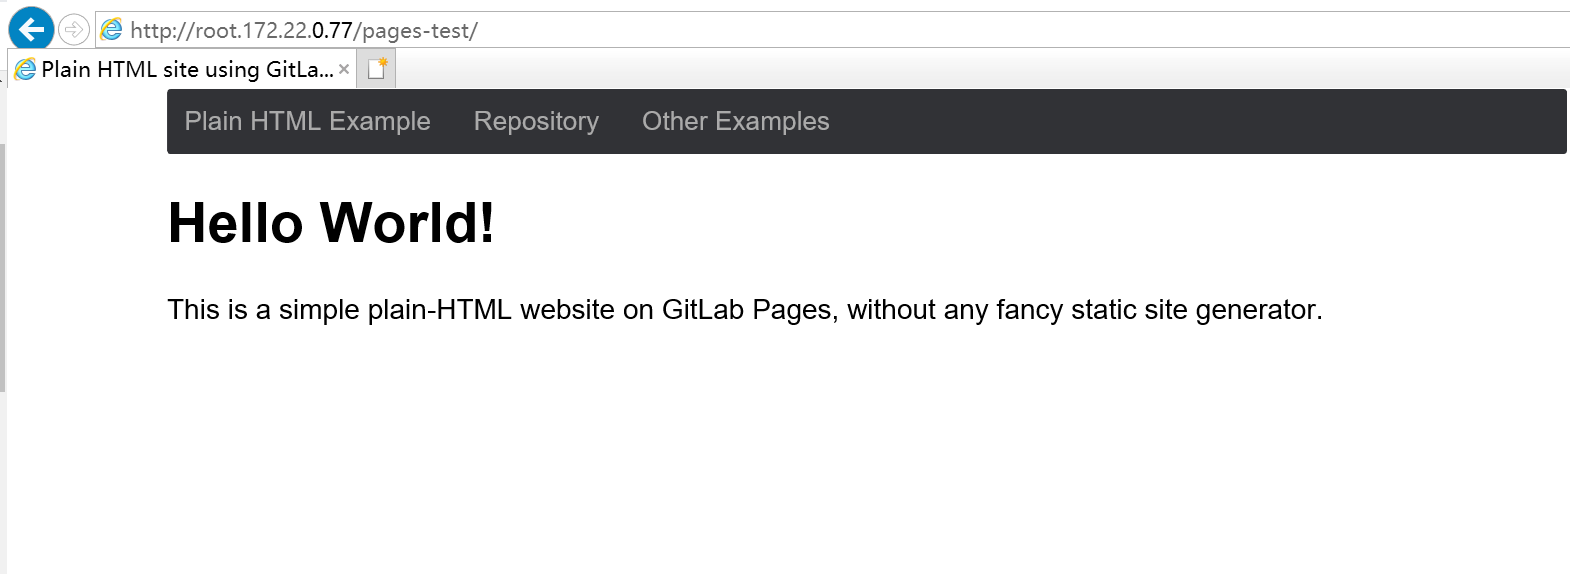 http://root.172.22.0.77/pages-test/
Plain HTML site using GitLa...
Plain HTML Example Repository Other Examples
Hello World!
This is a simple plain-HTML website on GitLab Pages, without any fancy static site generator.